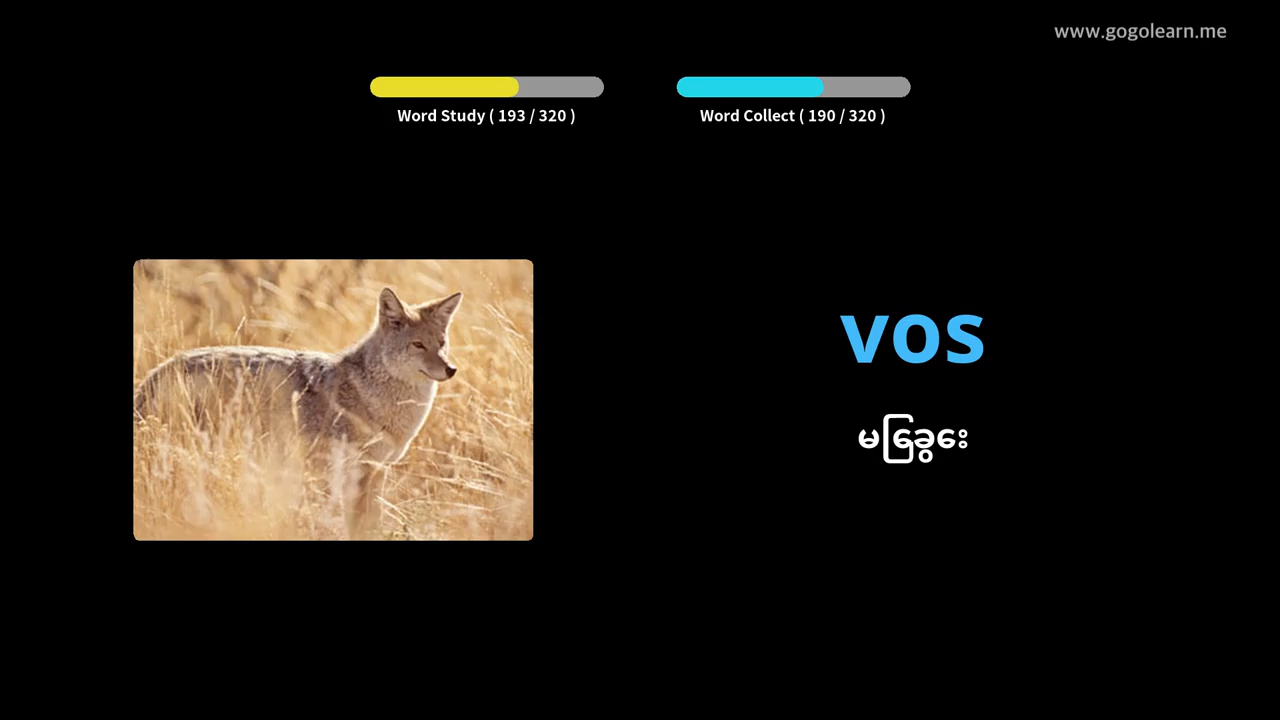 www.gogolearn.me
Word Study ( 193 / 320 )
Word Collect ( 190 / 320 )
vos
မြေခွေး